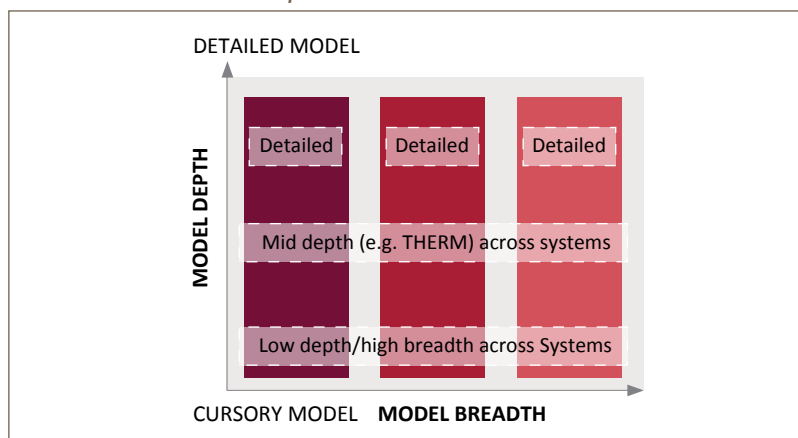 DETAILED MODEL
Detailed Detailed Detailed
MODEL DEPTH
Mid depth (e.g. THERM) across systems
Low depth/high breadth across Systems
CURSORY MODEL MODEL BREADTH